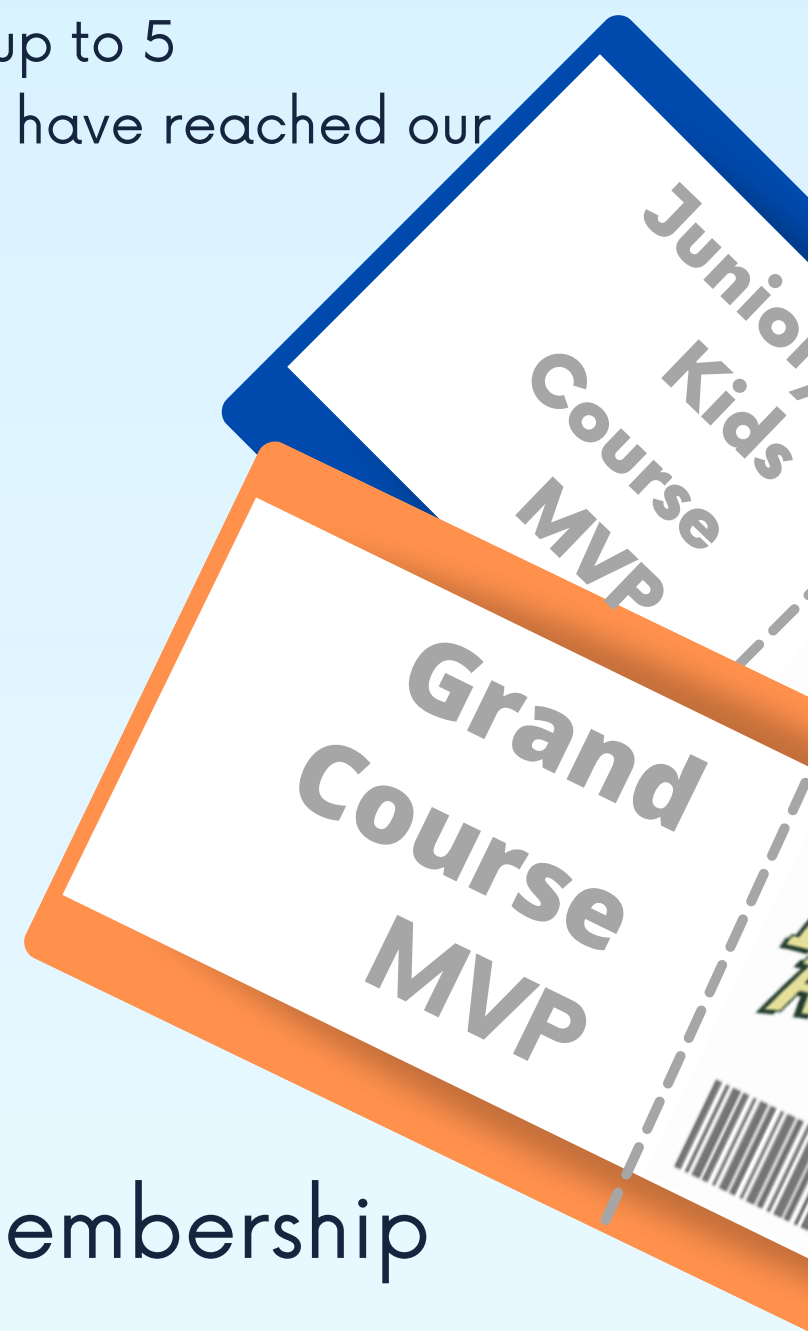 up to 5
have reached our
Junior
Kids
Course
MVP
Grand
Course
MVP
embership